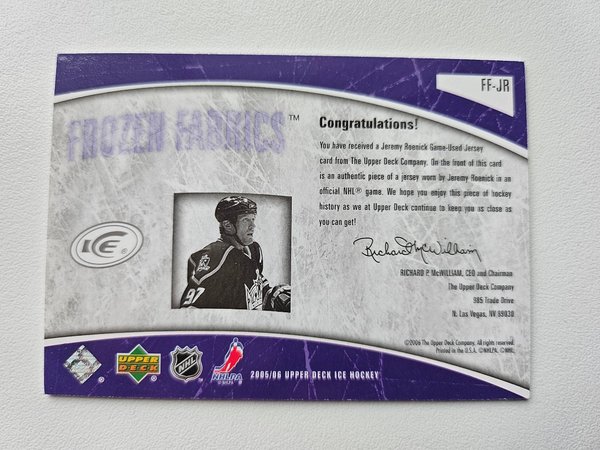 FF-JR
FROZEN FABRICS™
Congratulations!
You have received a Jeremy Roenick Game-Used Jersey
card from The Upper Deck Company. On the front of this card
is an authentic piece of a jersey worn by Jeremy Roenick in an
official NHL® game. We hope you enjoy this piece of hockey
history as we at Upper Deck continue to keep you as close as
you can get!
Richard McWilliam
RICHARD P. McWILLIAM, CEO and Chairman
The Upper Deck Company
985 Trade Drive
N. Las Vegas, NV 89030
ICE®
97
©2006 The Upper Deck Company. All rights reserved.
Printed in the U.S.A. ©NHLPA. ©NHL.
UPPER
DECK
NHL
NHLPA
2005/06 UPPER DECK ICE HOCKEY